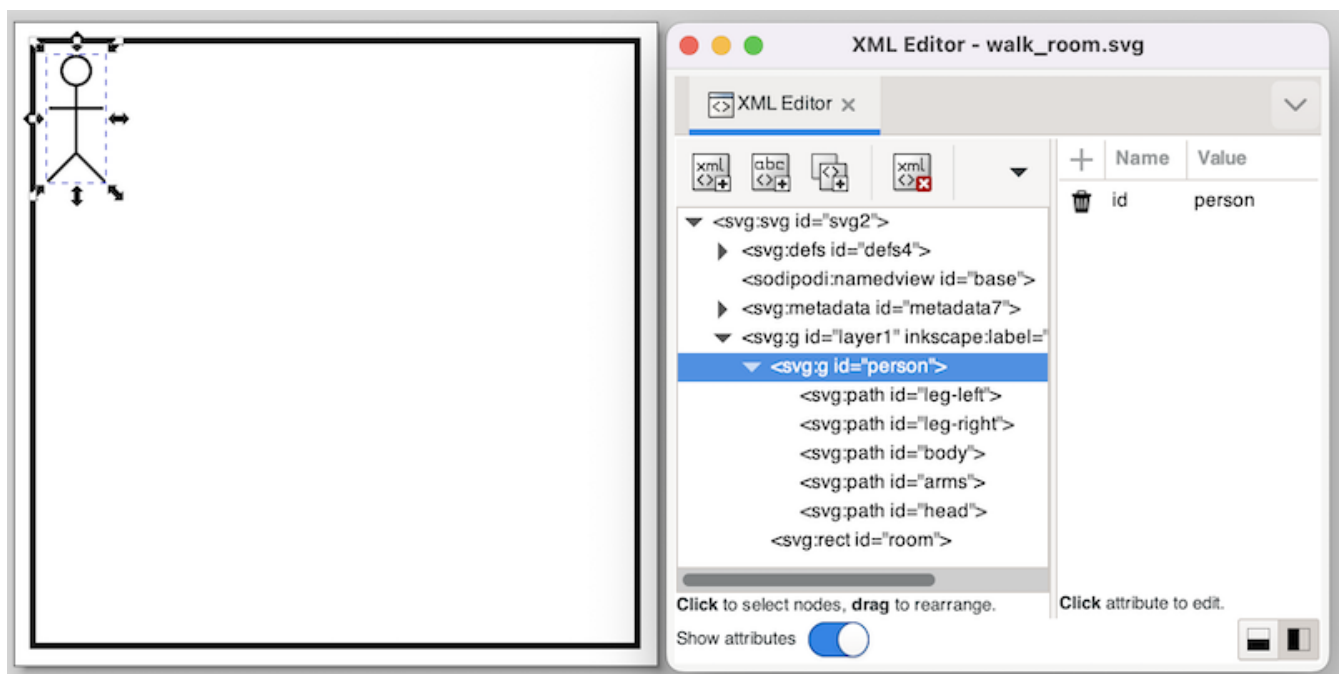 XML Editor - walk_room.svg
XML Editor
xml
abc
xml
Name Value
id person
<svg:svg id="svg2">
<svg:defs id="defs4">
<sodipodi:namedview id="base">
<svg:metadata id="metadata7">
<svg:g id="layer1" inkscape:label="
<svg:g id="person">
<svg:path id="leg-left">
<svg:path id="leg-right">
<svg:path id="body">
<svg:path id="arms">
<svg:path id="head">
<svg:rect id="room">
Click to select nodes, drag to rearrange.
Click attribute to edit.
Show attributes